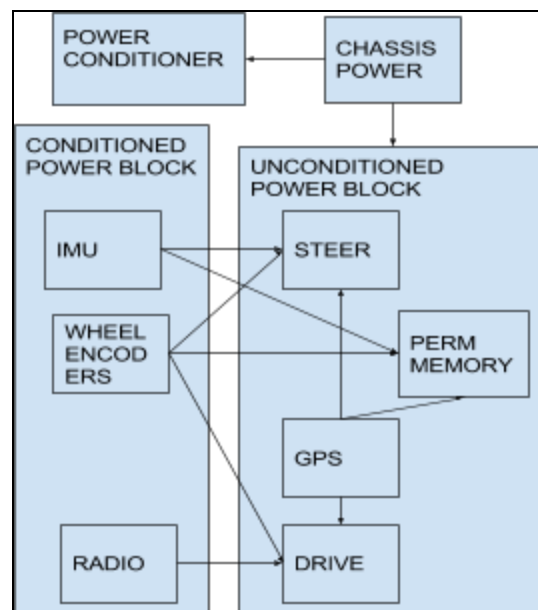 POWER
CONDITIONER
CHASSIS
POWER
CONDITIONED
POWER BLOCK
UNCONDITIONED
POWER BLOCK
IMU
STEER
WHEEL
ENCOD
ERS
PERM
MEMORY
GPS
RADIO
DRIVE